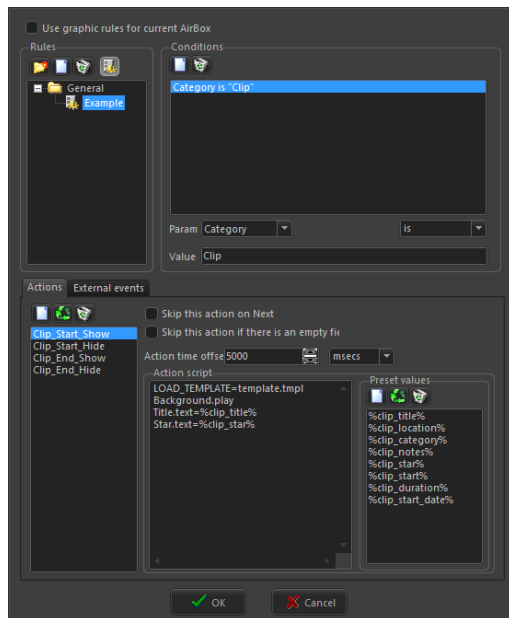 Use graphic rules for current AirBox
Rules
Conditions
General
Example
Category is "Clip"
Param Category
is
Value Clip
Actions External events
Skip this action on Next
Skip this action if there is an empty fie
Clip_Start_Show
Clip_Start_Hide
Clip_End_Show
Clip_End_Hide
Action time offse 5000 msecs
Action script
LOAD_TEMPLATE=template.tmpl
Background.play
Title.text=%clip_title%
Star.text=%clip_star%
Preset values
%clip_title%
%clip_location%
%clip_category%
%clip_notes%
%clip_star%
%clip_start%
%clip_duration%
%clip_start_date%
OK Cancel